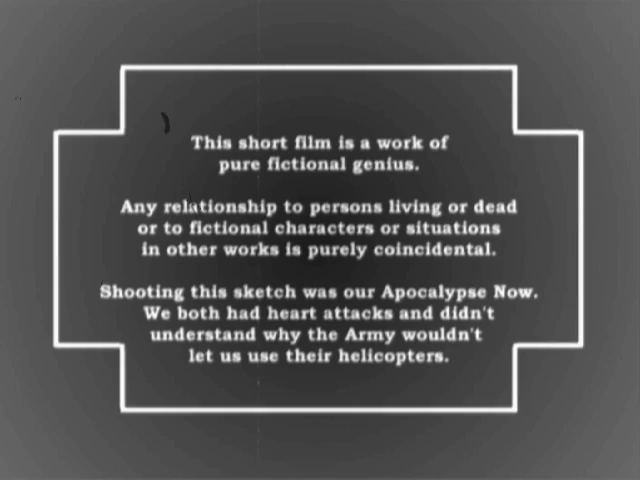 This short film is a work of
pure fictional genius.
Any relationship to persons living or dead
or to fictional characters or situations
in other works is purely coincidental.
Shooting this sketch was our Apocalypse Now.
We both had heart attacks and didn't
understand why the Army wouldn't
let us use their helicopters.